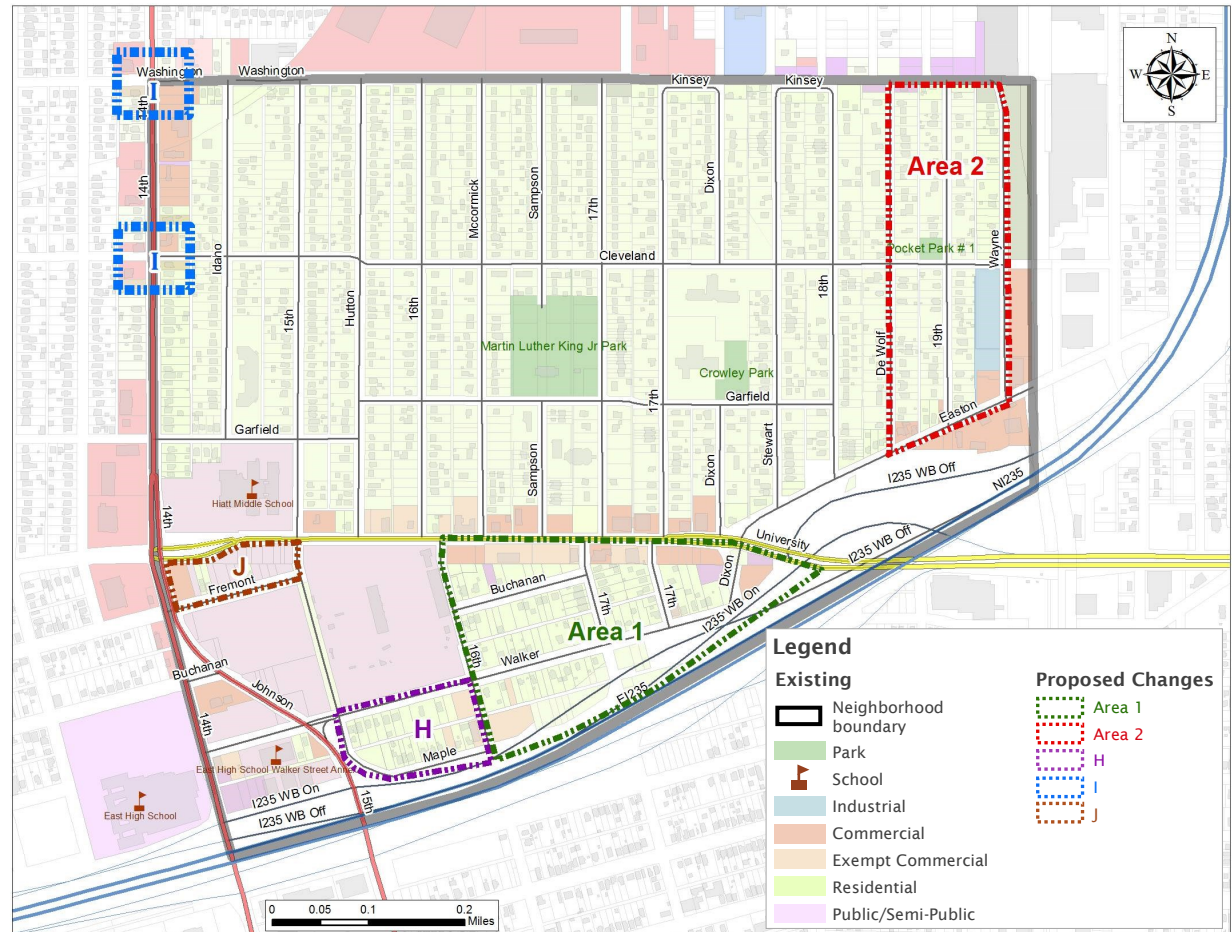 N
W E
S
Washington
Washington
Kinsey
Kinsey
I
14th
Area 2
14th
Idaho
Mccormick
Sampson
17th
Dixon
Pocket Park # 1
Wayne
I
Cleveland
15th
Hutton
16th
18th
De Wolf
19th
Martin Luther King Jr Park
Crowley Park
Garfield
17th
Easton
Garfield
Sampson
Dixon
Stewart
I235 WB Off
NI235
Hiatt Middle School
14th
University
I235 WB Off
J
Fremont
Buchanan
17th
17th
Dixon
I235 WB On
Area 1
16th
Walker
EI235
Buchanan
Johnson
14th
H
Maple
East High School Walker Street Annex
I235 WB On
15th
I235 WB Off
East High School
0 0.05 0.1 0.2
Miles
Legend
Existing
Neighborhood
boundary
Park
School
Industrial
Commercial
Exempt Commercial
Residential
Public/Semi-Public
Proposed Changes
Area 1
Area 2
H
I
J